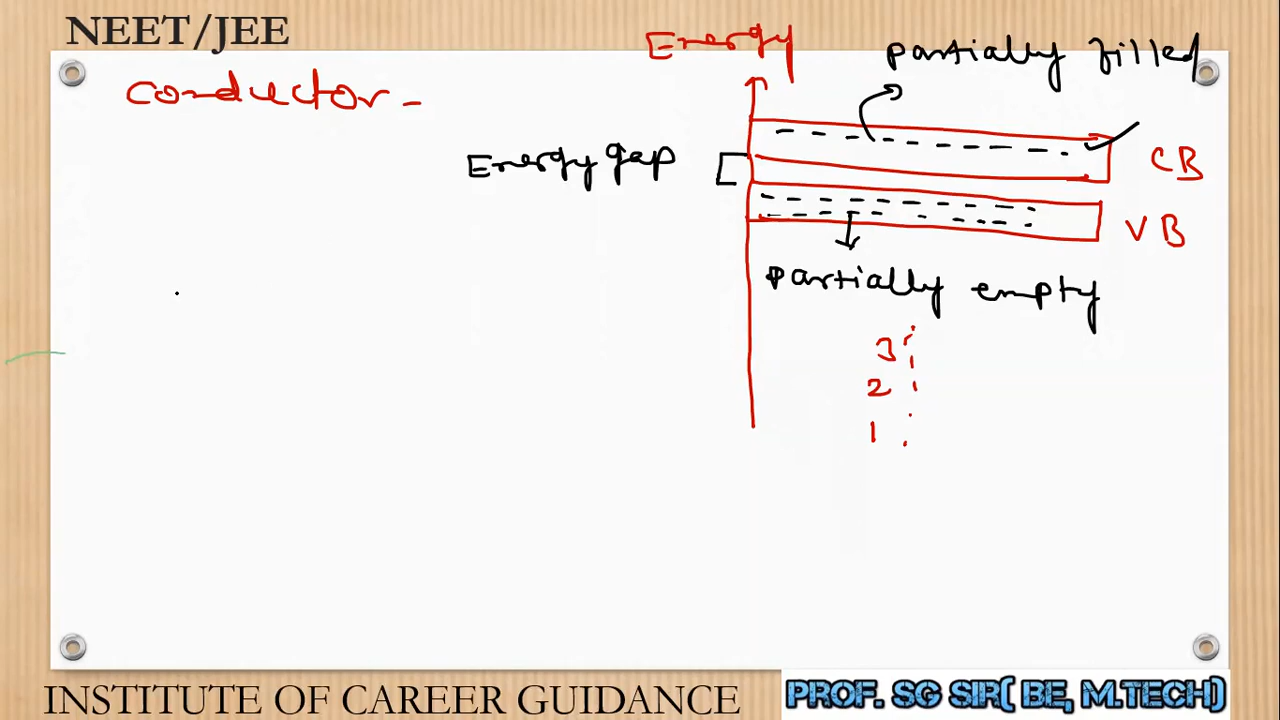 NEET/JEE
Energy
partially filled
conductor -
Energy gap
CB
VB
partially empty
3
2
1
INSTITUTE OF CAREER GUIDANCE
PROF. SG SIR( BE, M.TECH)